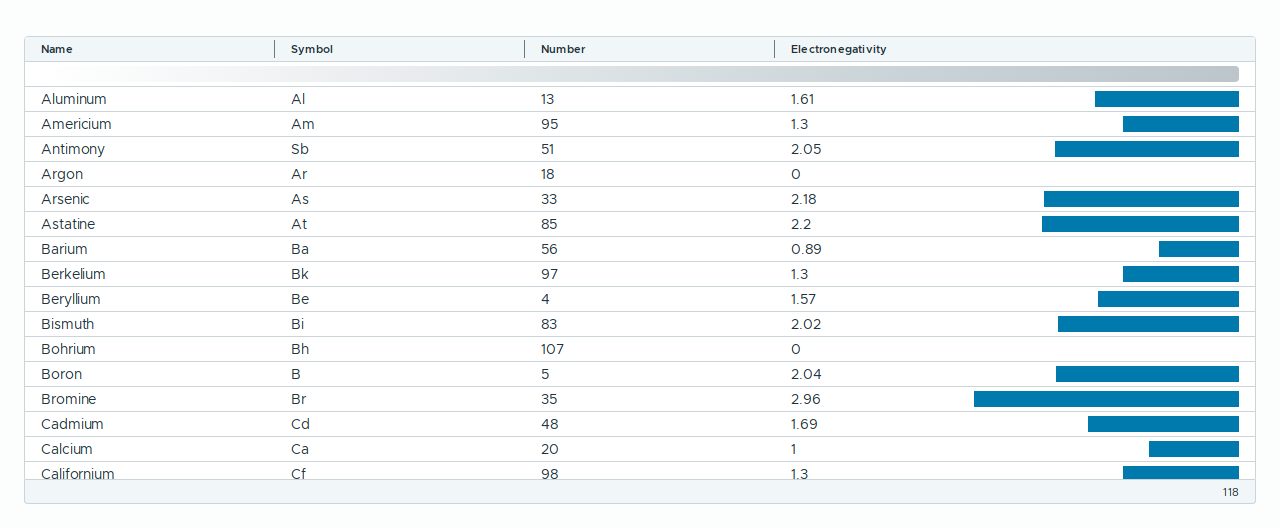 Name Symbol Number Electronegativity
Aluminum Al 13 1.61
Americium Am 95 1.3
Antimony Sb 51 2.05
Argon Ar 18 0
Arsenic As 33 2.18
Astatine At 85 2.2
Barium Ba 56 0.89
Berkelium Bk 97 1.3
Beryllium Be 4 1.57
Bismuth Bi 83 2.02
Bohrium Bh 107 0
Boron B 5 2.04
Bromine Br 35 2.96
Cadmium Cd 48 1.69
Calcium Ca 20 1
Californium Cf 98 1.3
118